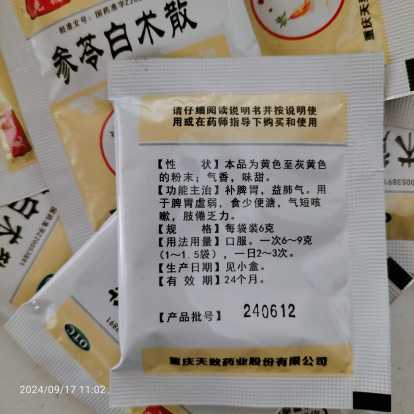 参苓白术散
请仔细阅读说明书并按说明使
用或在药师指导下购买和使用
【性　　状】本品为黄色至灰黄色
的粉末；气香，味甜。
【功能主治】补脾胃，益肺气。用
于脾胃虚弱，食少便溏，气短咳
嗽，肢倦乏力。
【规　　格】每袋装6克
【用法用量】口服。一次6～9克
（1～1.5袋），一日2～3次。
【生产日期】见小盒。
【有 效 期】24个月。
【产品批号】 240612
重庆天致药业股份有限公司
OTC
2024/09/17 11:02